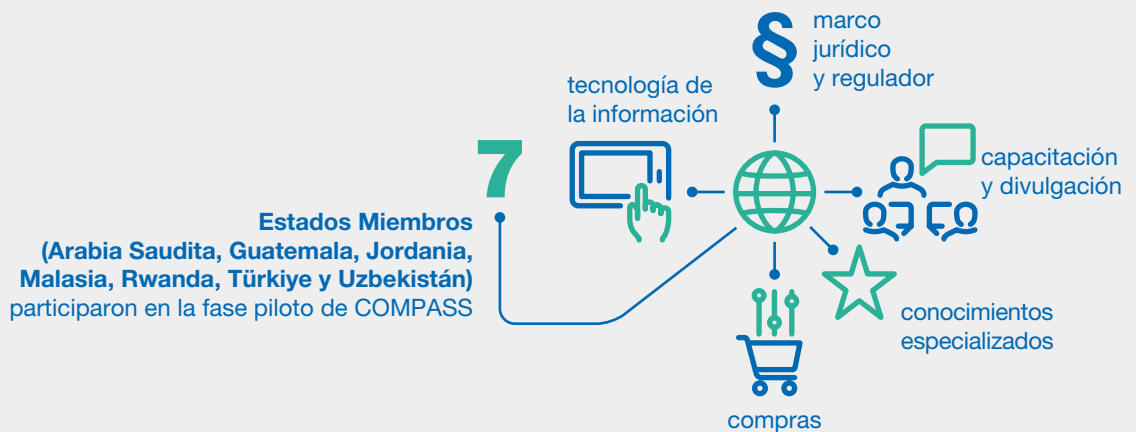 7
Estados Miembros
(Arabia Saudita, Guatemala, Jordania,
Malasia, Rwanda, Türkiye y Uzbekistán)
participaron en la fase piloto de COMPASS
tecnología de
la información
§
marco
jurídico
y regulador
capacitación
y divulgación
conocimientos
especializados
compras